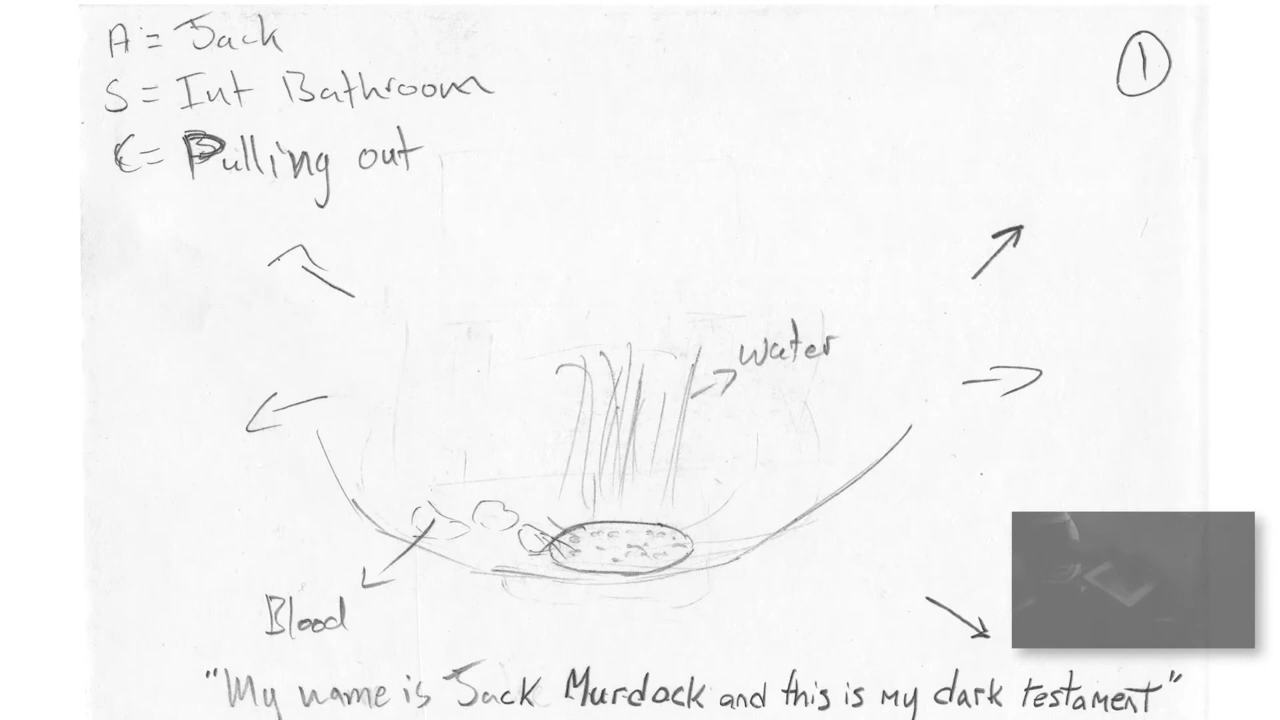 A = Jack
1
S = Int Bathroom
C = Pulling out
water
Blood
"My name is Jack Murdock and this is my dark testament"